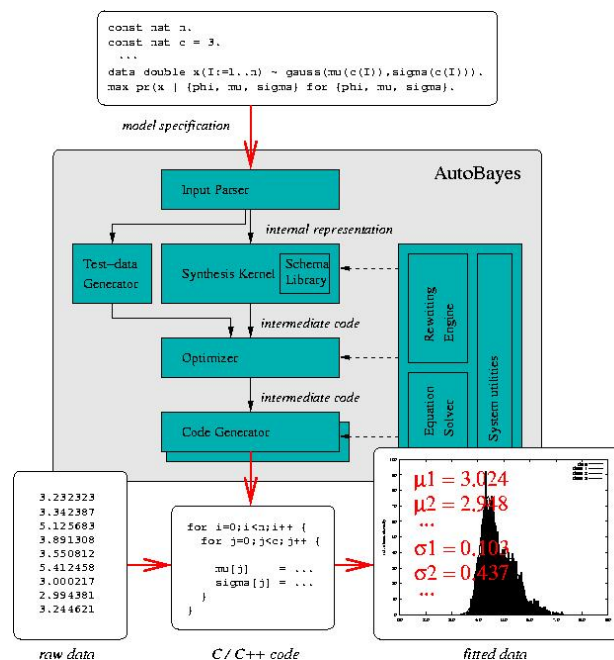 const nat n.
const nat c = 3.
...
data double x(I:=1..n) ~ gauss(mu(c(I)),sigma(c(I))).
max pr(x | {phi, mu, sigma} for {phi, mu, sigma}.
model specification
AutoBayes
Input Parser
internal representation
Test-data
Generator
Synthesis Kernel
Schema
Library
Rewriting
Engine
System utilities
intermediate code
Optimizer
intermediate code
Equation
Solver
Code Generator
3.232323
3.342387
5.125683
3.891308
3.550812
5.412458
3.000217
2.994381
3.244621
for i=0;i<n;i++ {
for j=0;j<c;j++ {
mu[j] = ...
sigma[j] = ...
}
}
μ1 = 3.024
μ2 = 2.948
...
σ1 = 0.102
σ2 = 0.437
...
raw data
C / C++ code
fitted data